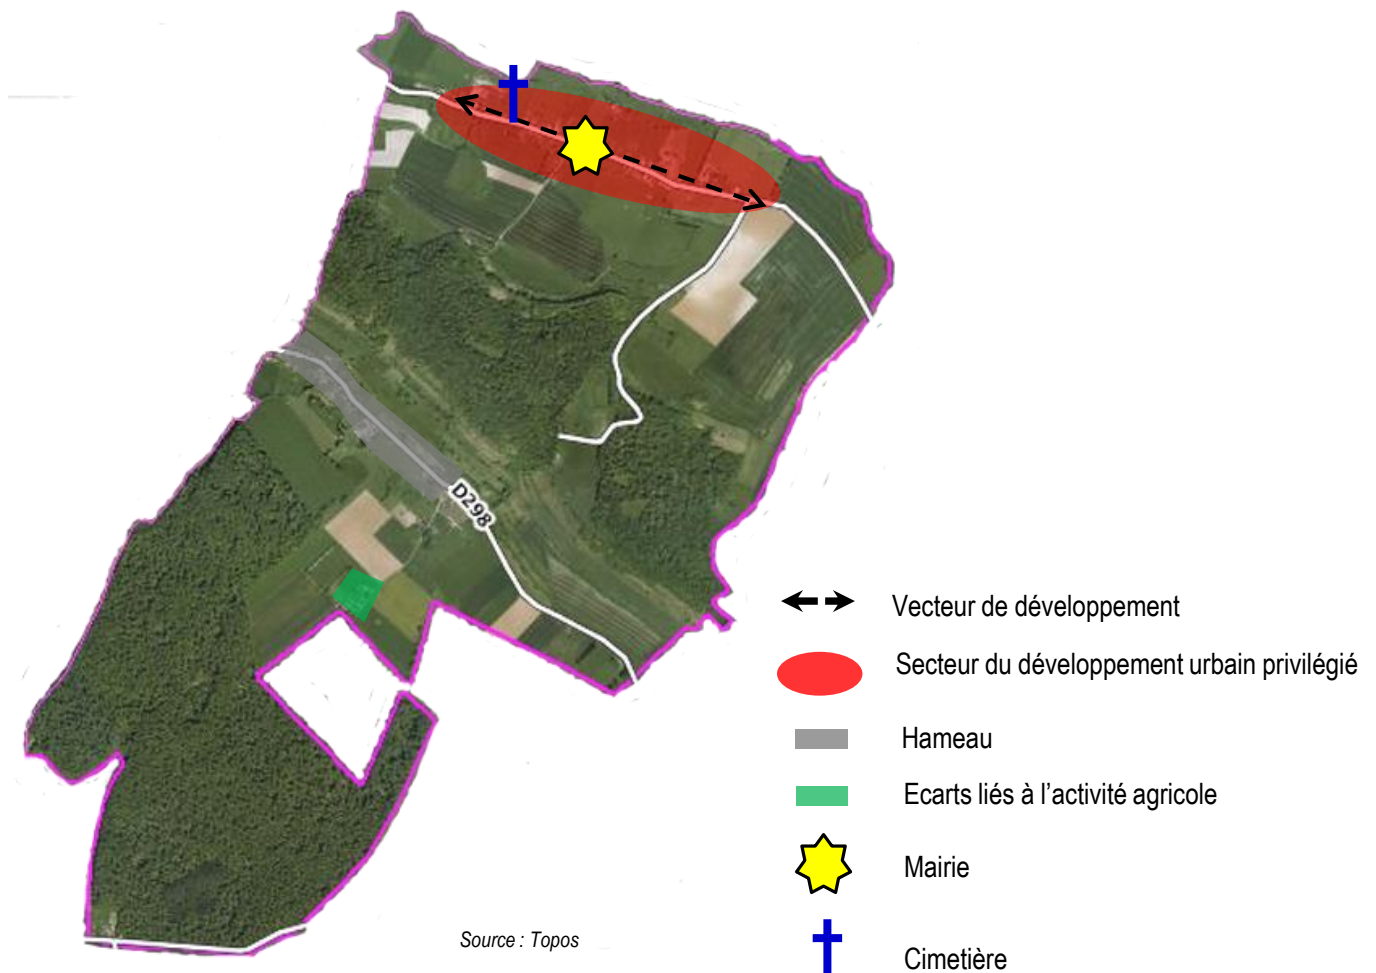 D298
Vecteur de développement
Secteur du développement urbain privilégié
Hameau
Ecarts liés à l’activité agricole
Mairie
Source : Topos
Cimetière